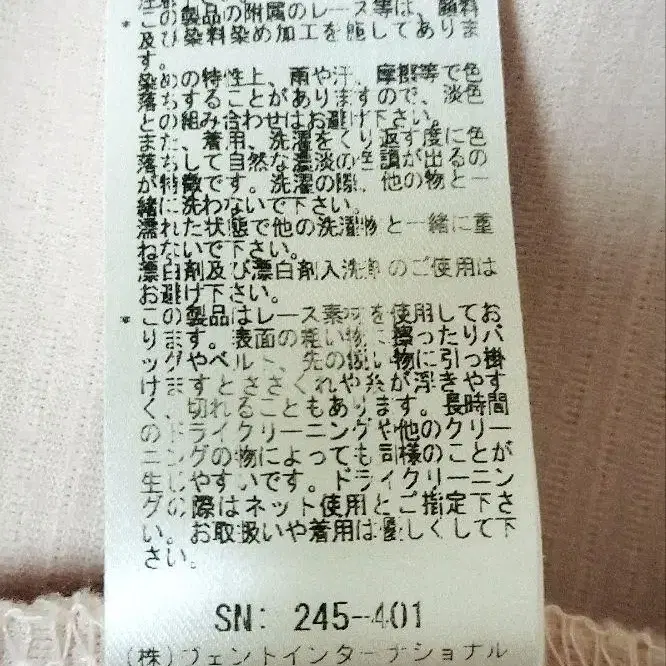 この製品の附属のレース等は、顔料
及び染料染め加工を施してありま
す。
染めの特性上、雨や汗、摩擦等で色
落ちすることがありますので、淡色
との組み合わせはお避け下さい。
また、着用、洗濯をくり返す度に色
落ちして自然な濃淡の色調が出るの
が特徴です。洗濯の際、他の物と一
緒に洗わないで下さい。
濡れた状態で他の洗濯物と一緒に重
ねないで下さい。
漂白剤及び漂白剤入洗剤のご使用は
お避け下さい。
* この製品はレース素材を使用してお
ります。表面の粗い物に擦ったりバ
ッグやベルト、先の鋭い物に引っ掛
けますとささくれや糸が浮きやす
く、切れることもあります。長時間
のドライクリーニングや他のクリー
ニングの物によっても同様のことが
生じやすいです。ドライクリーニン
グの際はネット使用とご指定下さ
い。お取扱いや着用は優しくして下
さい。
SN: 245-401
(株)ヴェントインターナショナル